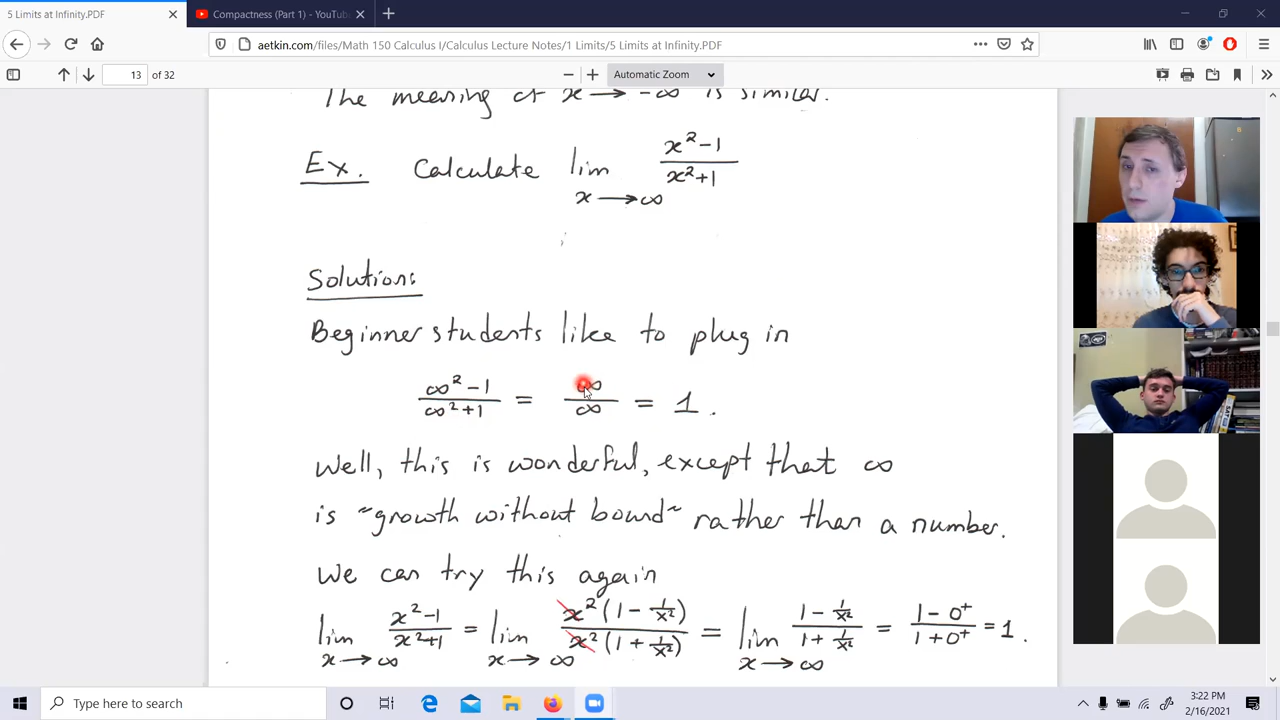 5 Limits at Infinity.PDF
Compactness (Part 1) - YouTube
aetkin.com/files/Math 150 Calculus I/Calculus Lecture Notes/1 Limits/5 Limits at Infinity.PDF
13 of 32
Automatic Zoom
The meaning of x → -∞ is similar.
Ex. Calculate lim x → ∞ (x² - 1)/(x² + 1)
Solution:
Beginner students like to plug in
(∞² - 1)/(∞² + 1) = ∞/∞ = 1.
Well, this is wonderful, except that ∞
is ~growth without bound~ rather than a number.
We can try this again
lim x → ∞ (x² - 1)/(x² + 1) = lim x → ∞ x²(1 - 1/x²)/x²(1 + 1/x²) = lim x → ∞ (1 - 1/x²)/(1 + 1/x²) = (1 - 0⁺)/(1 + 0⁺) = 1.
Type here to search
3:22 PM
2/16/2021